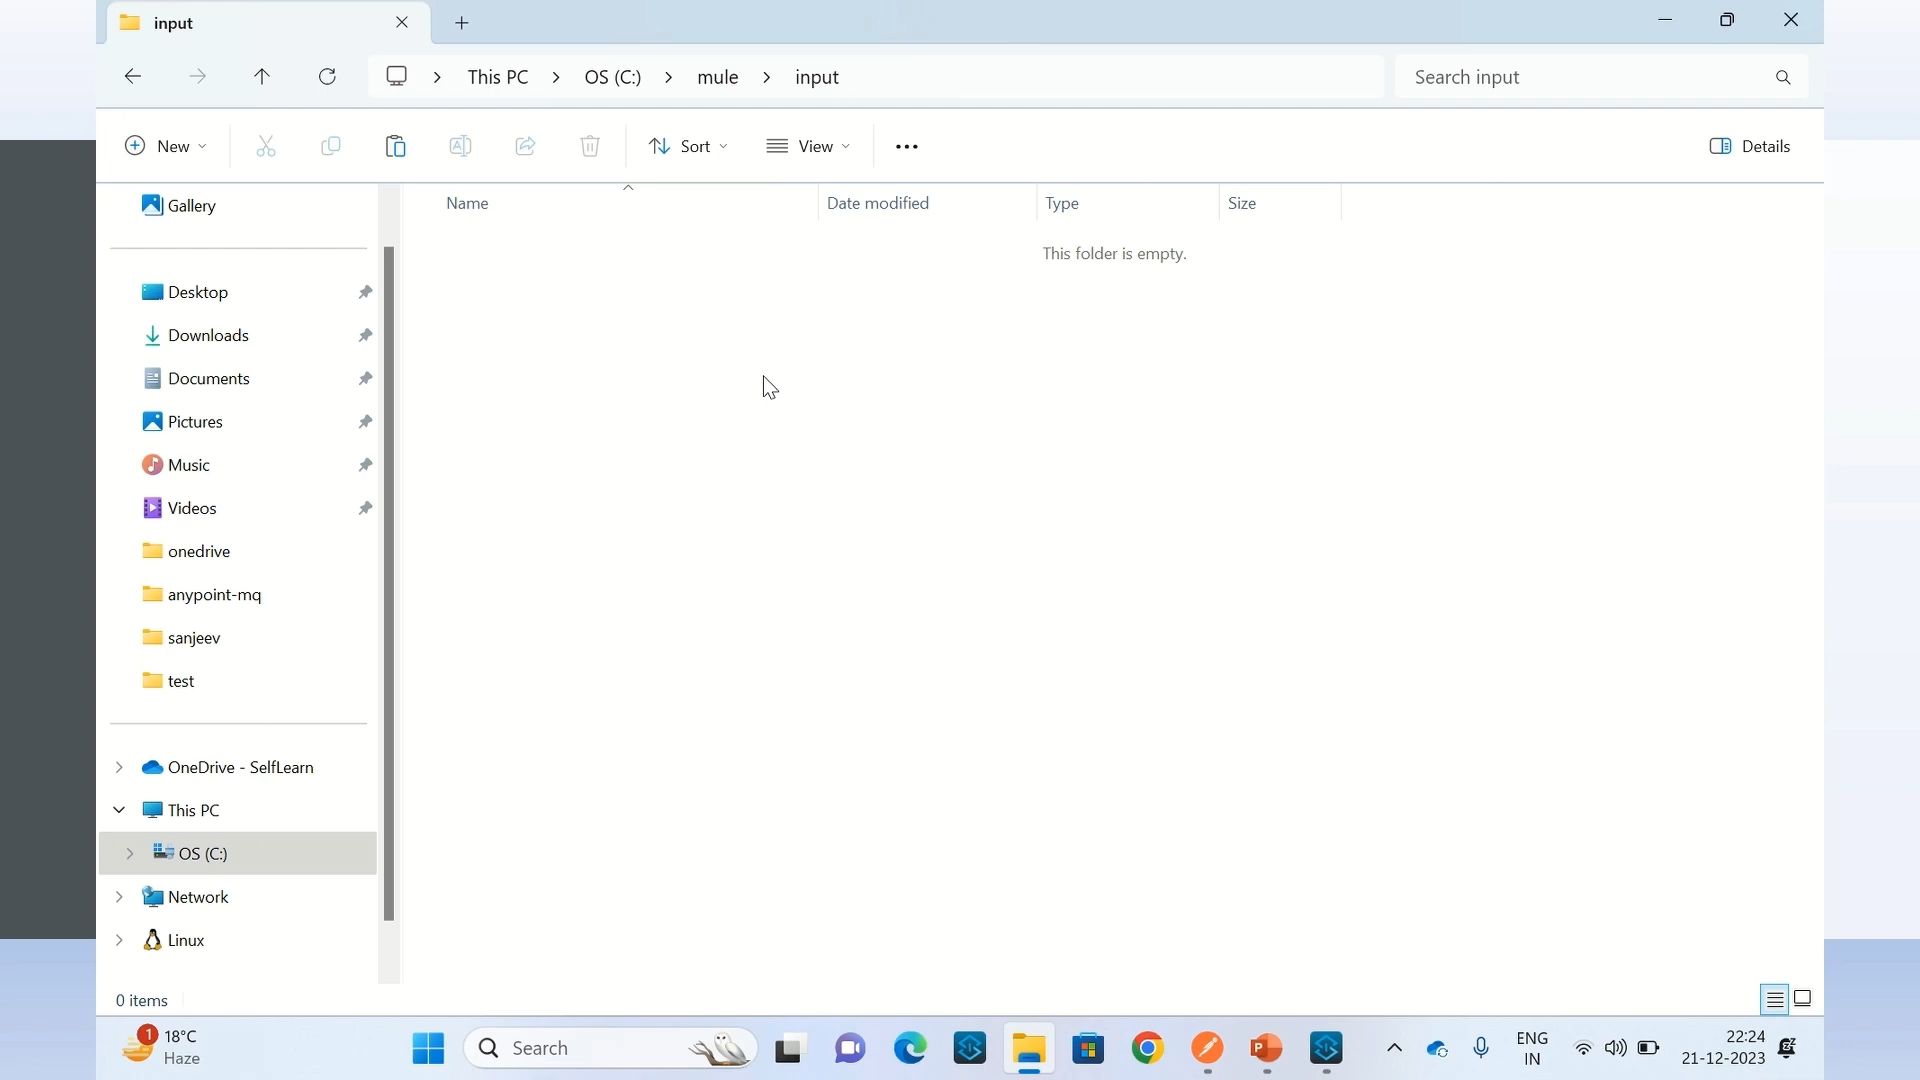 input
This PC
OS (C:)
mule
input
Search input
New
Sort
View
Details
Gallery
Name
Date modified
Type
Size
This folder is empty.
Desktop
Downloads
Documents
Pictures
Music
Videos
onedrive
anypoint-mq
sanjeev
test
OneDrive - SelfLearn
This PC
OS (C:)
Network
Linux
0 items
1
18°C
Haze
Search
P
ENG
IN
22:24
21-12-2023